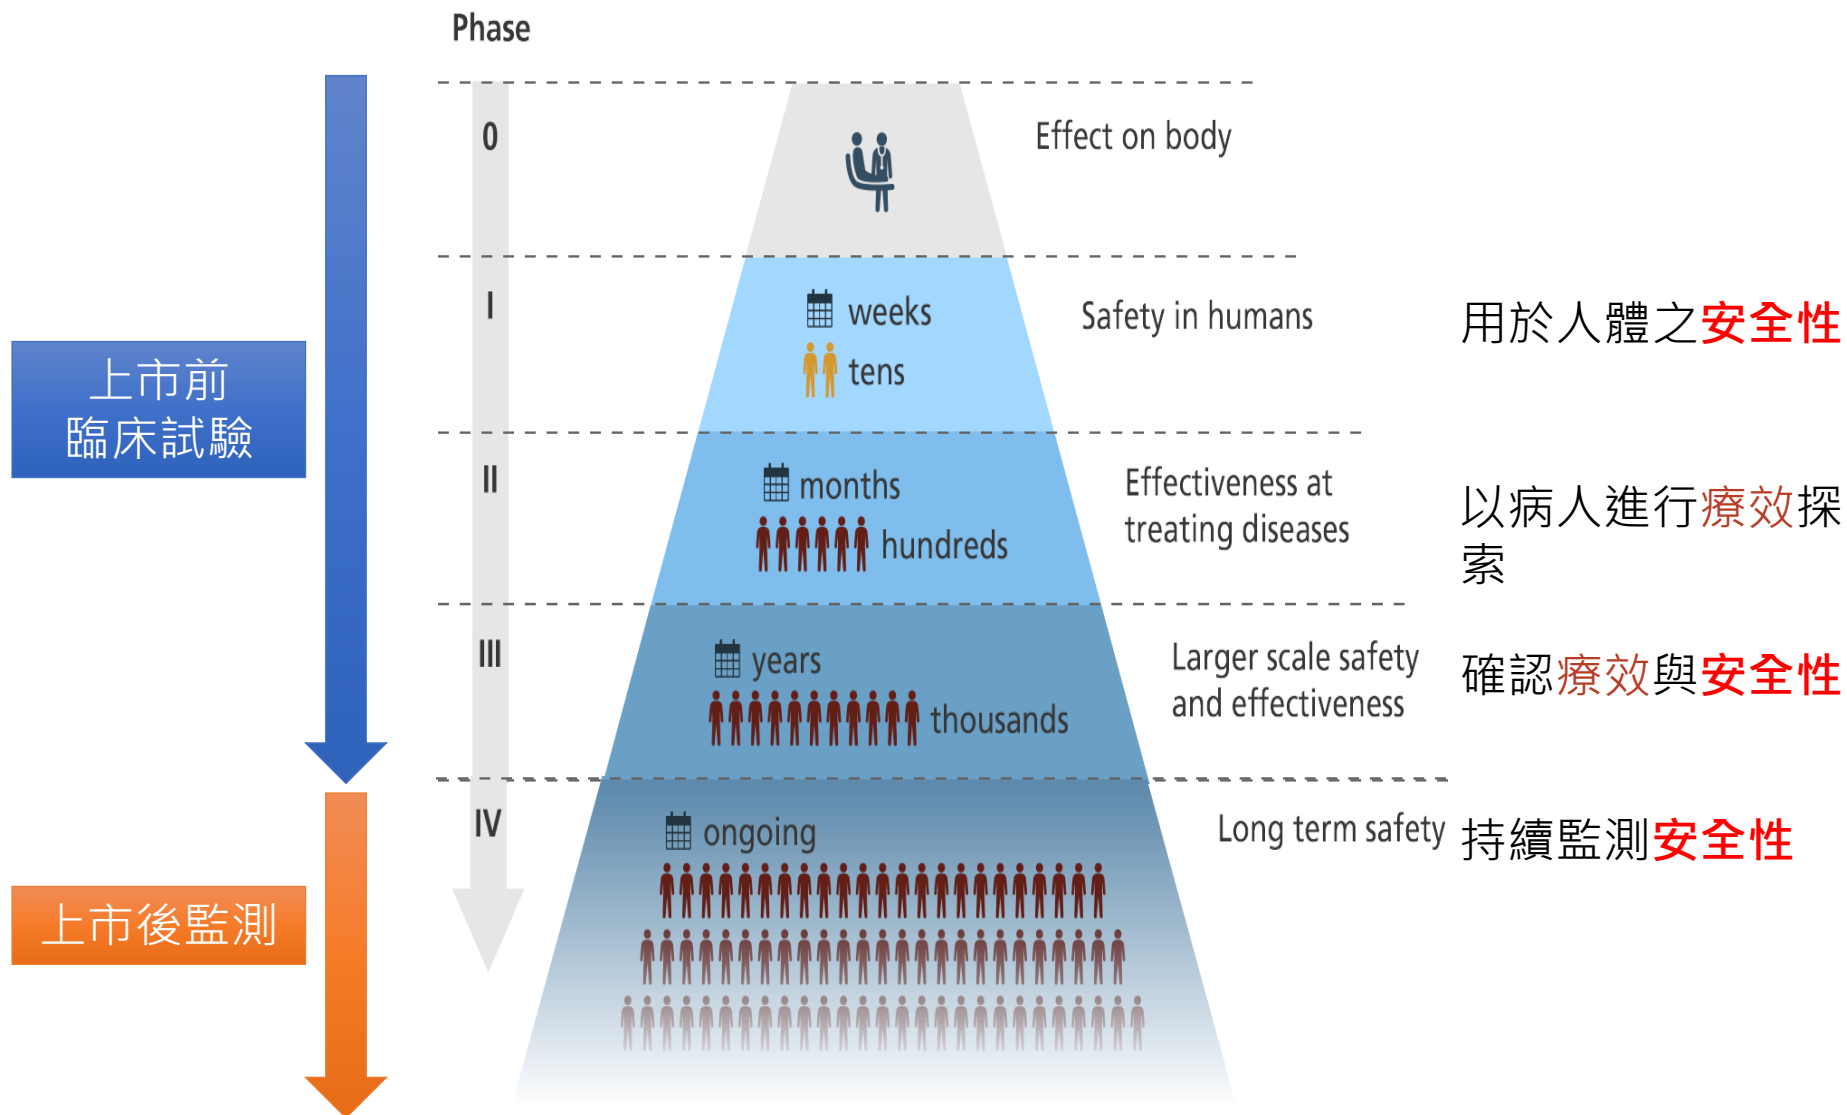 Phase
0
Effect on body
I
weeks
tens
Safety in humans
用於人體之安全性
上市前
臨床試驗
II
months
hundreds
Effectiveness at
treating diseases
以病人進行療效探
索
III
years
thousands
Larger scale safety
and effectiveness
確認療效與安全性
IV
ongoing
Long term safety
持續監測安全性
上市後監測